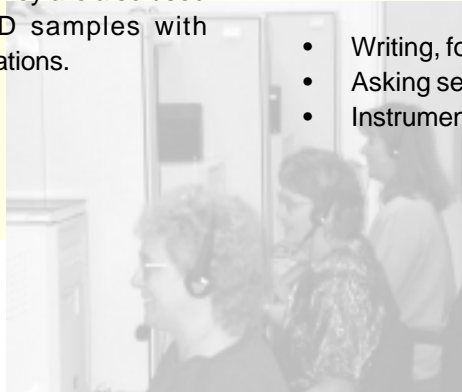 D samples with
ations.
• Writing, fo
• Asking se
• Instrumen